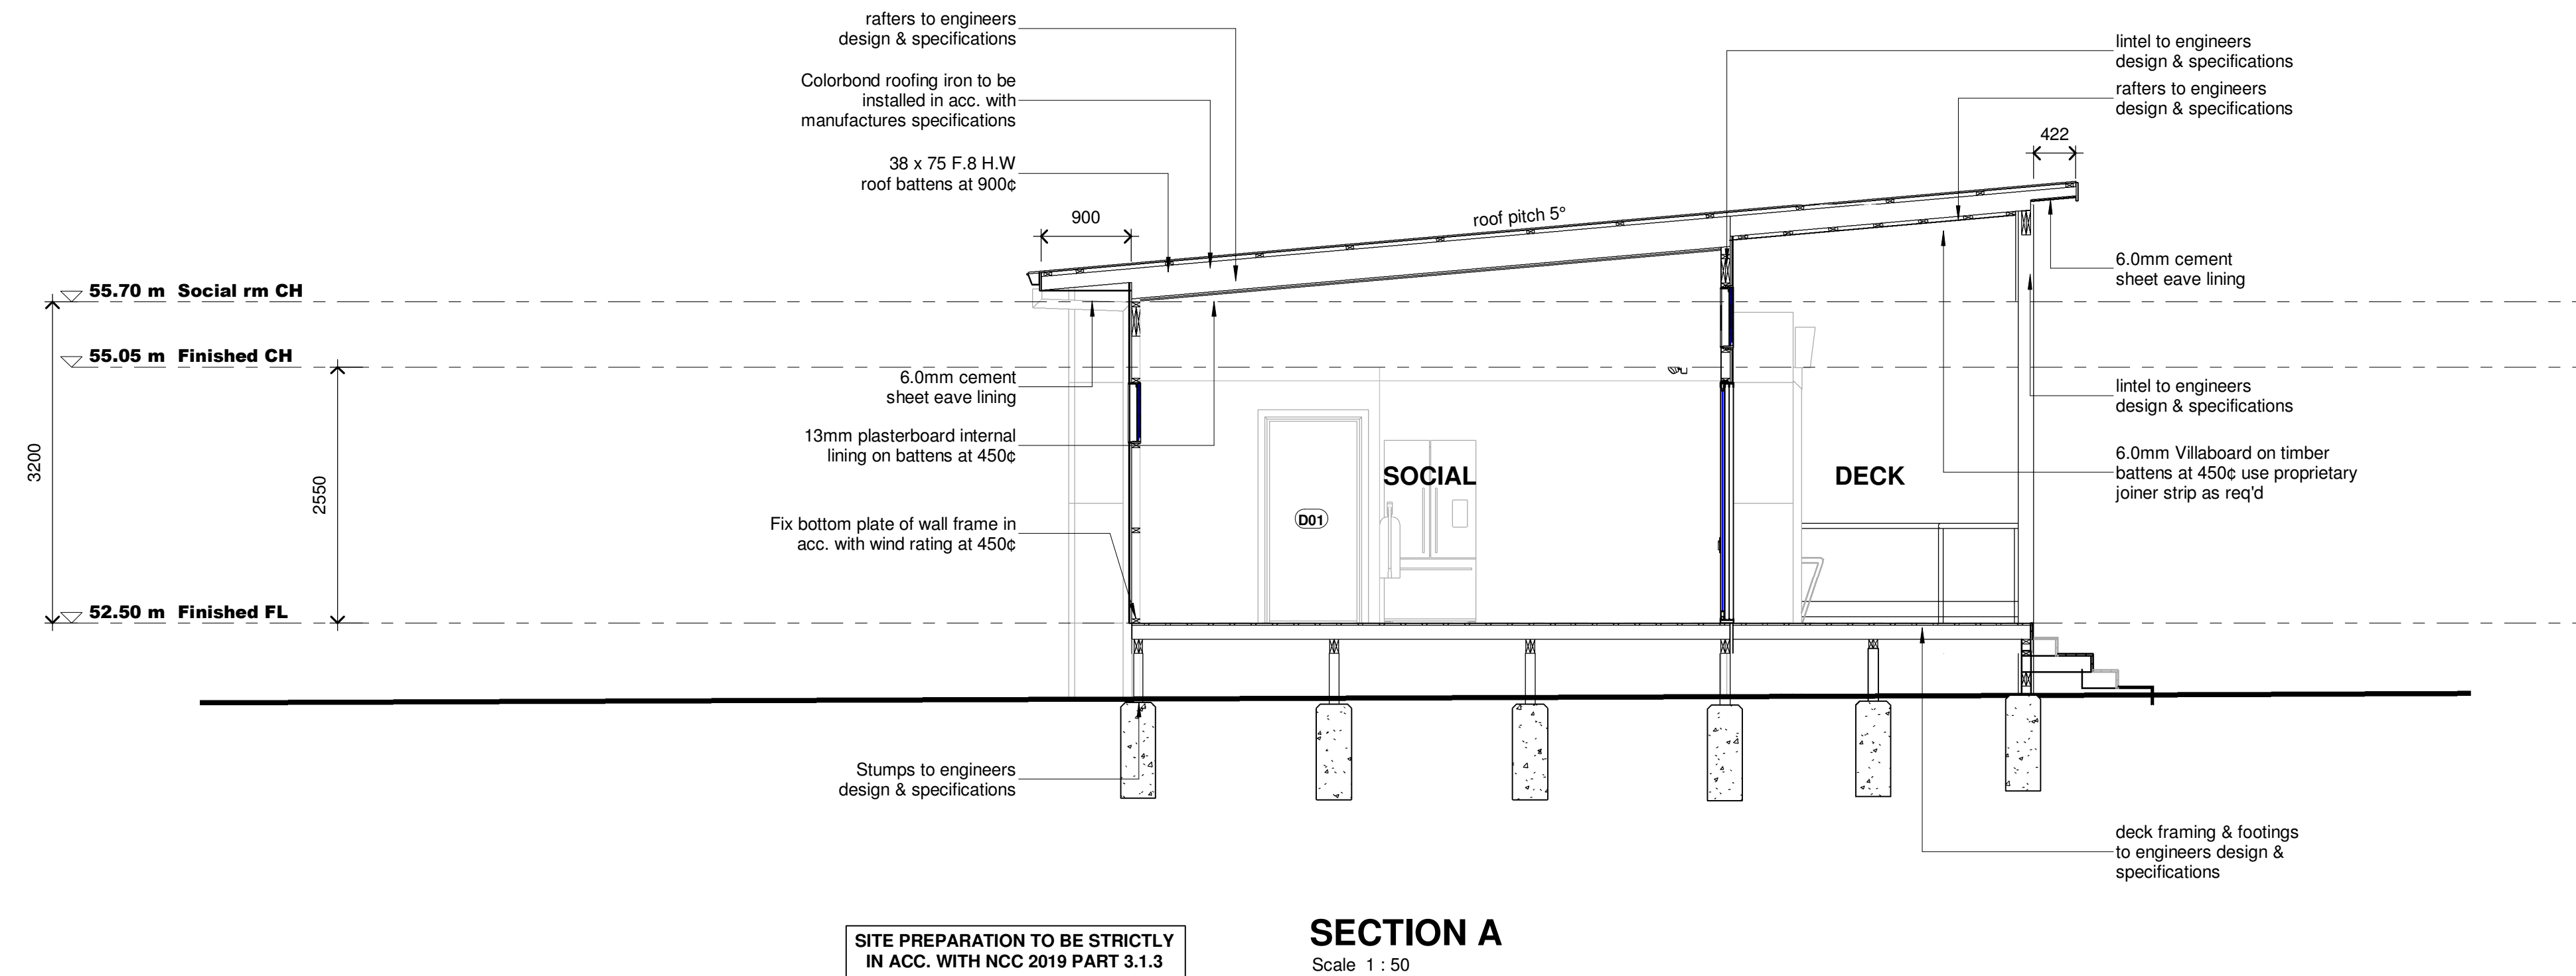 rafters to engineers
design & specifications
Colorbond roofing iron to be
installed in acc. with
manufactures specifications
38 x 75 F.8 H.W
roof battens at 900¢
900
roof pitch 5°
lintel to engineers
design & specifications
rafters to engineers
design & specifications
422
6.0mm cement
sheet eave lining
55.70 m Social rm CH
55.05 m Finished CH
3200
2550
52.50 m Finished FL
6.0mm cement
sheet eave lining
13mm plasterboard internal
lining on battens at 450¢
Fix bottom plate of wall frame in
acc. with wind rating at 450¢
SOCIAL
D01
DECK
lintel to engineers
design & specifications
6.0mm Villaboard on timber
battens at 450¢ use proprietary
joiner strip as req'd
Stumps to engineers
design & specifications
deck framing & footings
to engineers design &
specifications
SITE PREPARATION TO BE STRICTLY
IN ACC. WITH NCC 2019 PART 3.1.3
SECTION A
Scale 1 : 50